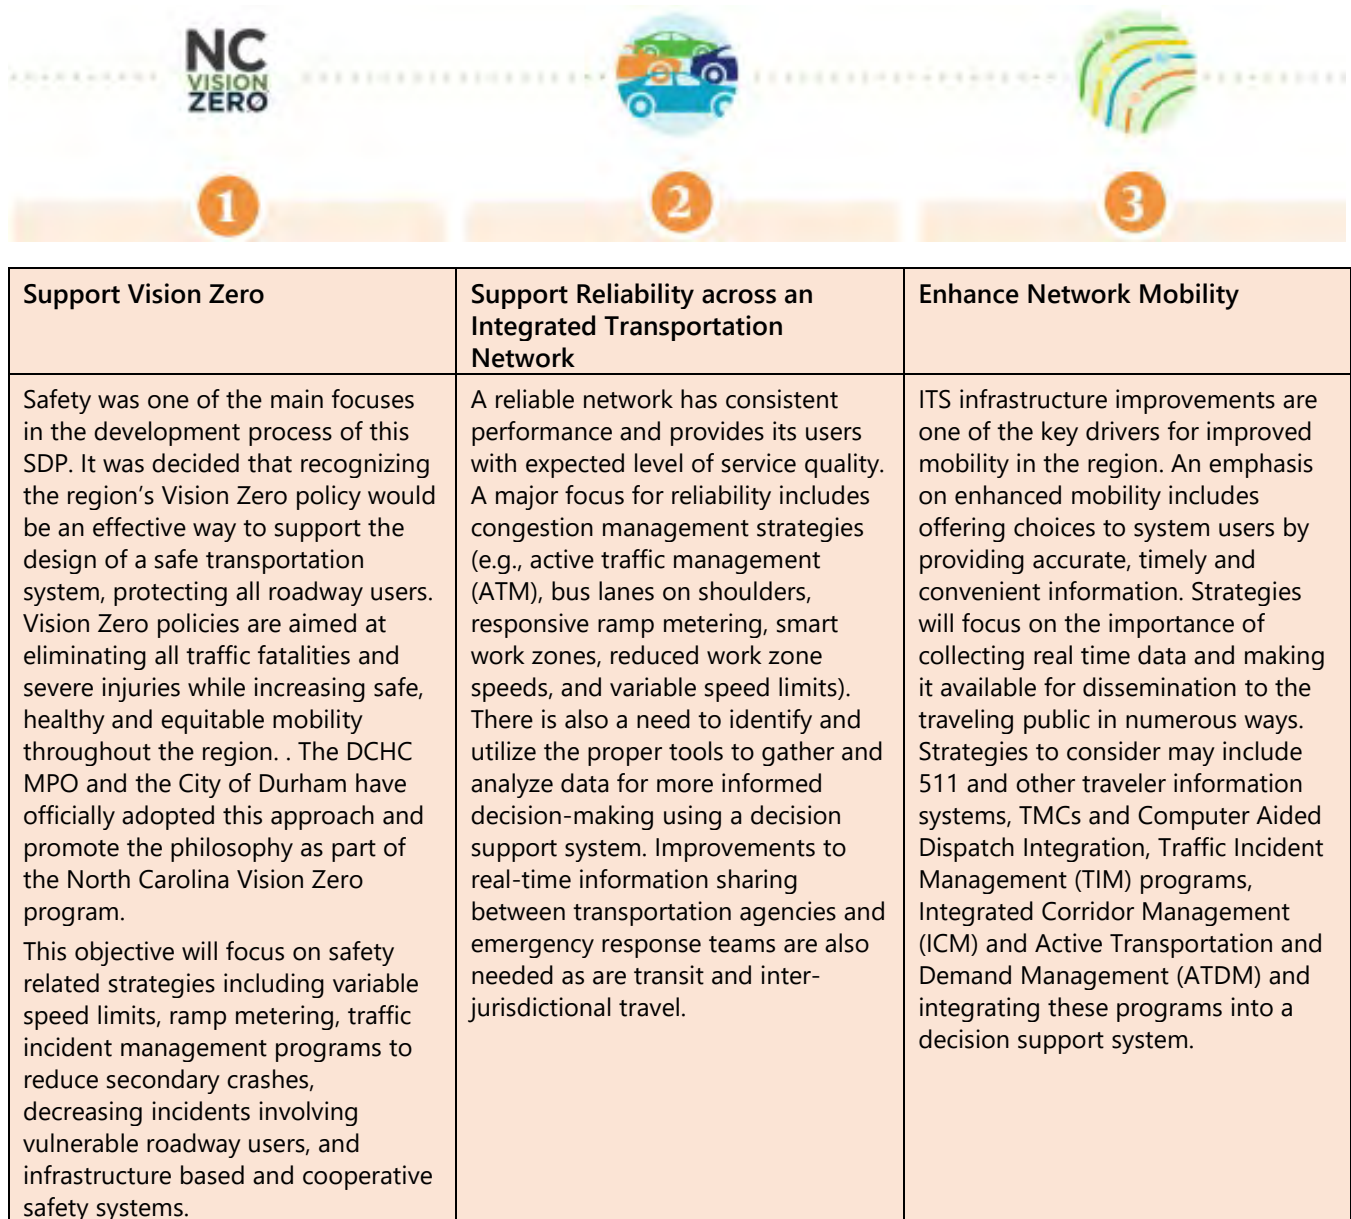 NC
VISION
ZERO
1
2
3
Support Vision Zero
Support Reliability across an
Integrated Transportation
Network
Enhance Network Mobility
Safety was one of the main focuses
in the development process of this
SDP. It was decided that recognizing
the region’s Vision Zero policy would
be an effective way to support the
design of a safe transportation
system, protecting all roadway users.
Vision Zero policies are aimed at
eliminating all traffic fatalities and
severe injuries while increasing safe,
healthy and equitable mobility
throughout the region. . The DCHC
MPO and the City of Durham have
officially adopted this approach and
promote the philosophy as part of
the North Carolina Vision Zero
program.
This objective will focus on safety
related strategies including variable
speed limits, ramp metering, traffic
incident management programs to
reduce secondary crashes,
decreasing incidents involving
vulnerable roadway users, and
infrastructure based and cooperative
safety systems.
A reliable network has consistent
performance and provides its users
with expected level of service quality.
A major focus for reliability includes
congestion management strategies
(e.g., active traffic management
(ATM), bus lanes on shoulders,
responsive ramp metering, smart
work zones, reduced work zone
speeds, and variable speed limits).
There is also a need to identify and
utilize the proper tools to gather and
analyze data for more informed
decision-making using a decision
support system. Improvements to
real-time information sharing
between transportation agencies and
emergency response teams are also
needed as are transit and inter-
jurisdictional travel.
ITS infrastructure improvements are
one of the key drivers for improved
mobility in the region. An emphasis
on enhanced mobility includes
offering choices to system users by
providing accurate, timely and
convenient information. Strategies
will focus on the importance of
collecting real time data and making
it available for dissemination to the
traveling public in numerous ways.
Strategies to consider may include
511 and other traveler information
systems, TMCs and Computer Aided
Dispatch Integration, Traffic Incident
Management (TIM) programs,
Integrated Corridor Management
(ICM) and Active Transportation and
Demand Management (ATDM) and
integrating these programs into a
decision support system.